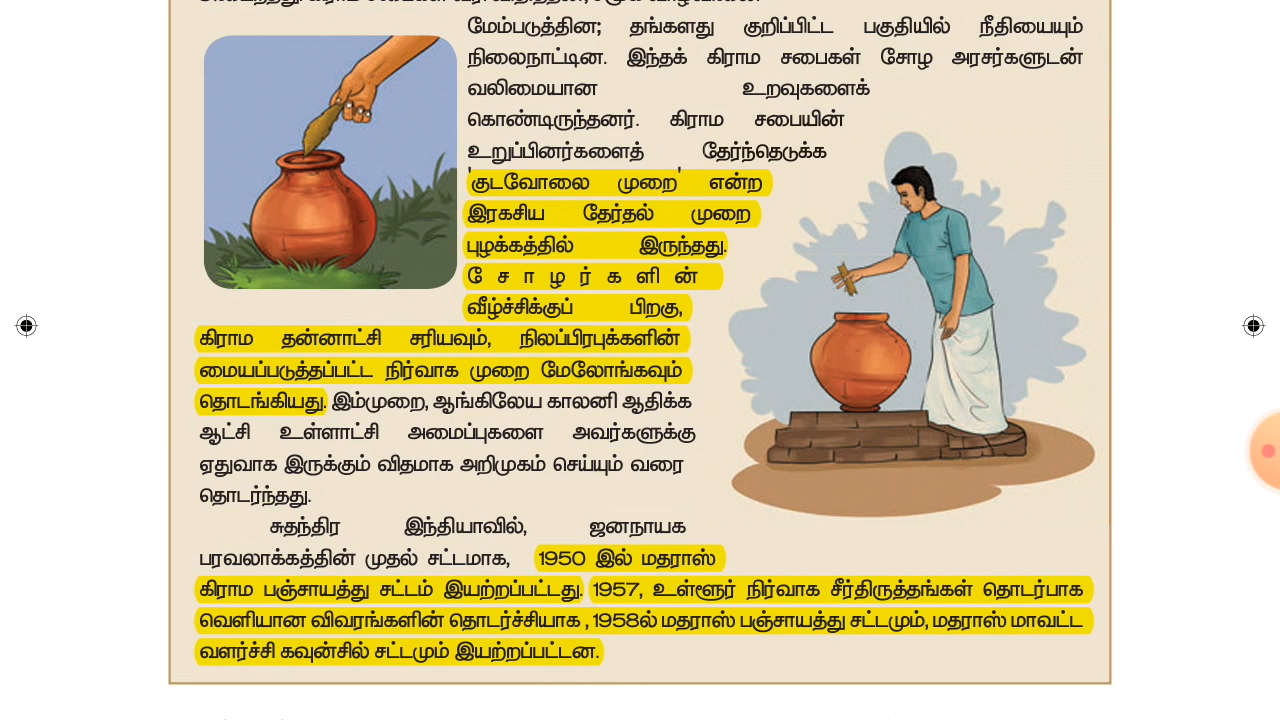 மேம்படுத்தின; தங்களது குறிப்பிட்ட பகுதியில் நீதியையும்
நிலைநாட்டின. இந்தக் கிராம சபைகள் சோழ அரசர்களுடன்
வலிமையான உறவுகளைக்
கொண்டிருந்தனர். கிராம சபையின்
உறுப்பினர்களைத் தேர்ந்தெடுக்க
'குடவோலை முறை' என்ற
இரகசிய தேர்தல் முறை
புழக்கத்தில் இருந்தது.
சோழர்களின்
வீழ்ச்சிக்குப் பிறகு,
கிராம தன்னாட்சி சரியவும், நிலப்பிரபுக்களின்
மையப்படுத்தப்பட்ட நிர்வாக முறை மேலோங்கவும்
தொடங்கியது. இம்முறை, ஆங்கிலேய காலனி ஆதிக்க
ஆட்சி உள்ளாட்சி அமைப்புகளை அவர்களுக்கு
ஏதுவாக இருக்கும் விதமாக அறிமுகம் செய்யும் வரை
தொடர்ந்தது.
சுதந்திர இந்தியாவில், ஜனநாயக
பரவலாக்கத்தின் முதல் சட்டமாக, 1950 இல் மதராஸ்
கிராம பஞ்சாயத்து சட்டம் இயற்றப்பட்டது. 1957, உள்ளூர் நிர்வாக சீர்திருத்தங்கள் தொடர்பாக
வெளியான விவரங்களின் தொடர்ச்சியாக , 1958ல் மதராஸ் பஞ்சாயத்து சட்டமும், மதராஸ் மாவட்ட
வளர்ச்சி கவுன்சில் சட்டமும் இயற்றப்பட்டன.